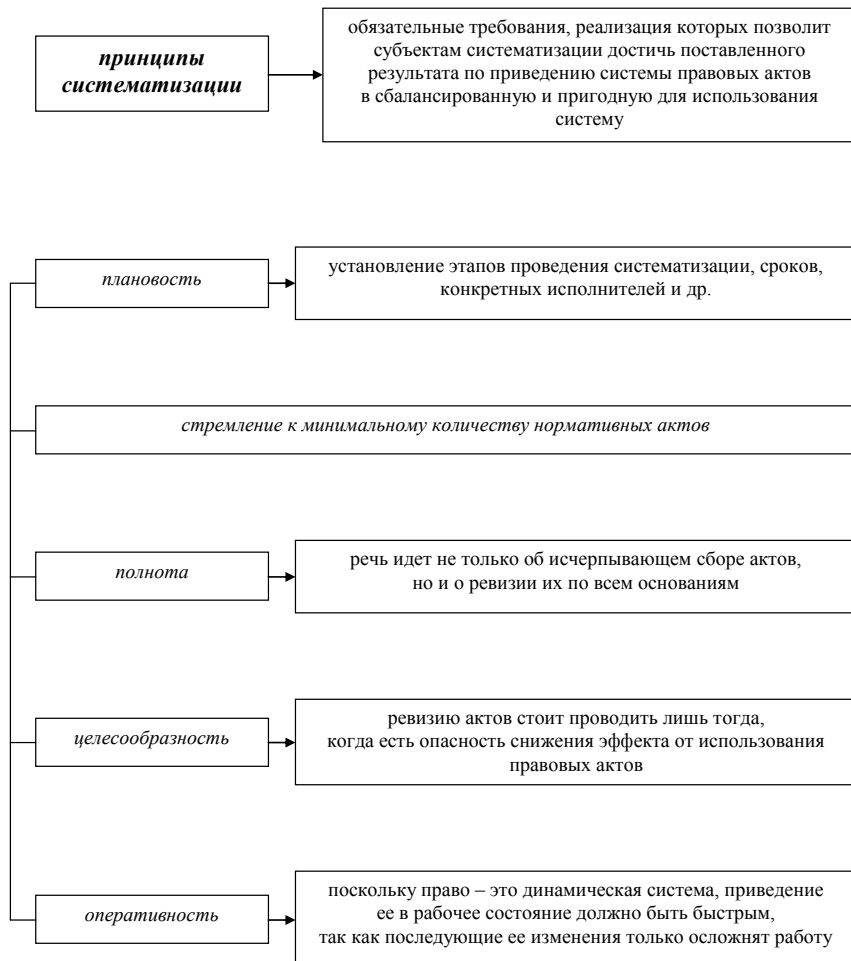 принципы
систематизации
обязательные требования, реализация которых позволит
субъектам систематизации достичь поставленного
результата по приведению системы правовых актов
в сбалансированную и пригодную для использования
систему
плановость
установление этапов проведения систематизации, сроков,
конкретных исполнителей и др.
стремление к минимальному количеству нормативных актов
полнота
речь идет не только об исчерпывающем сборе актов,
но и о ревизии их по всем основаниям
целесообразность
ревизию актов стоит проводить лишь тогда,
когда есть опасность снижения эффекта от использования
правовых актов
оперативность
поскольку право – это динамическая система, приведение
ее в рабочее состояние должно быть быстрым,
так как последующие ее изменения только осложнят работу